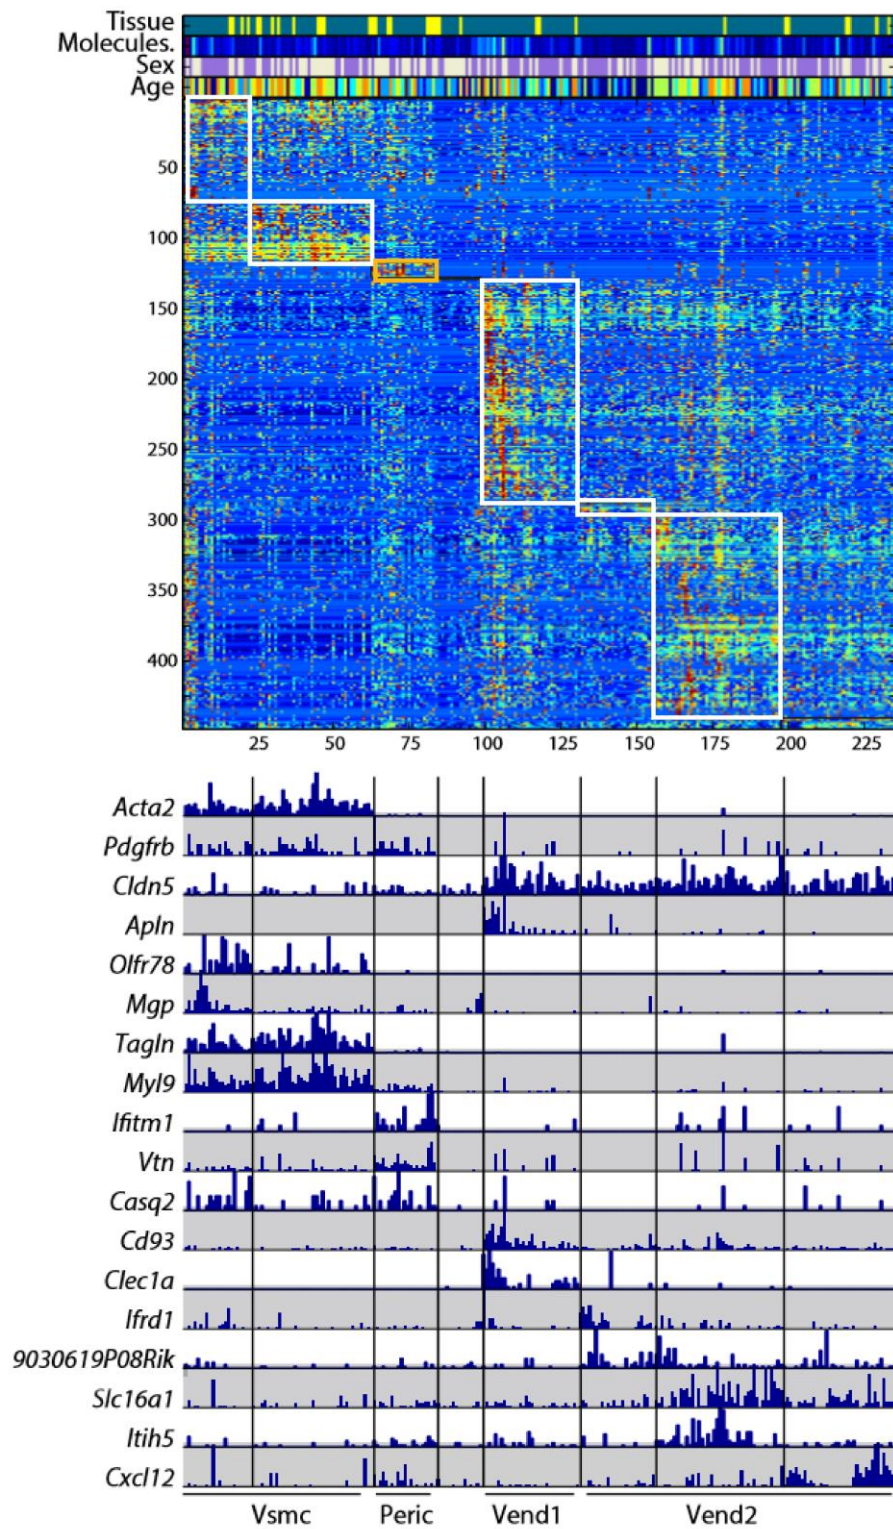 Tissue
Molecules.
Sex
Age
50
100
150
200
250
300
350
400
25 50 75 100 125 150 175 200 225
Acta2
Pdgfrb
Cldn5
Apln
Olfr78
Mgp
Tagln
Myl9
Ifitm1
Vtn
Casq2
Cd93
Clec1a
Ifrd1
9030619P08Rik
Slc16a1
Itih5
Cxcl12
Vsmc Peric Vend1 Vend2